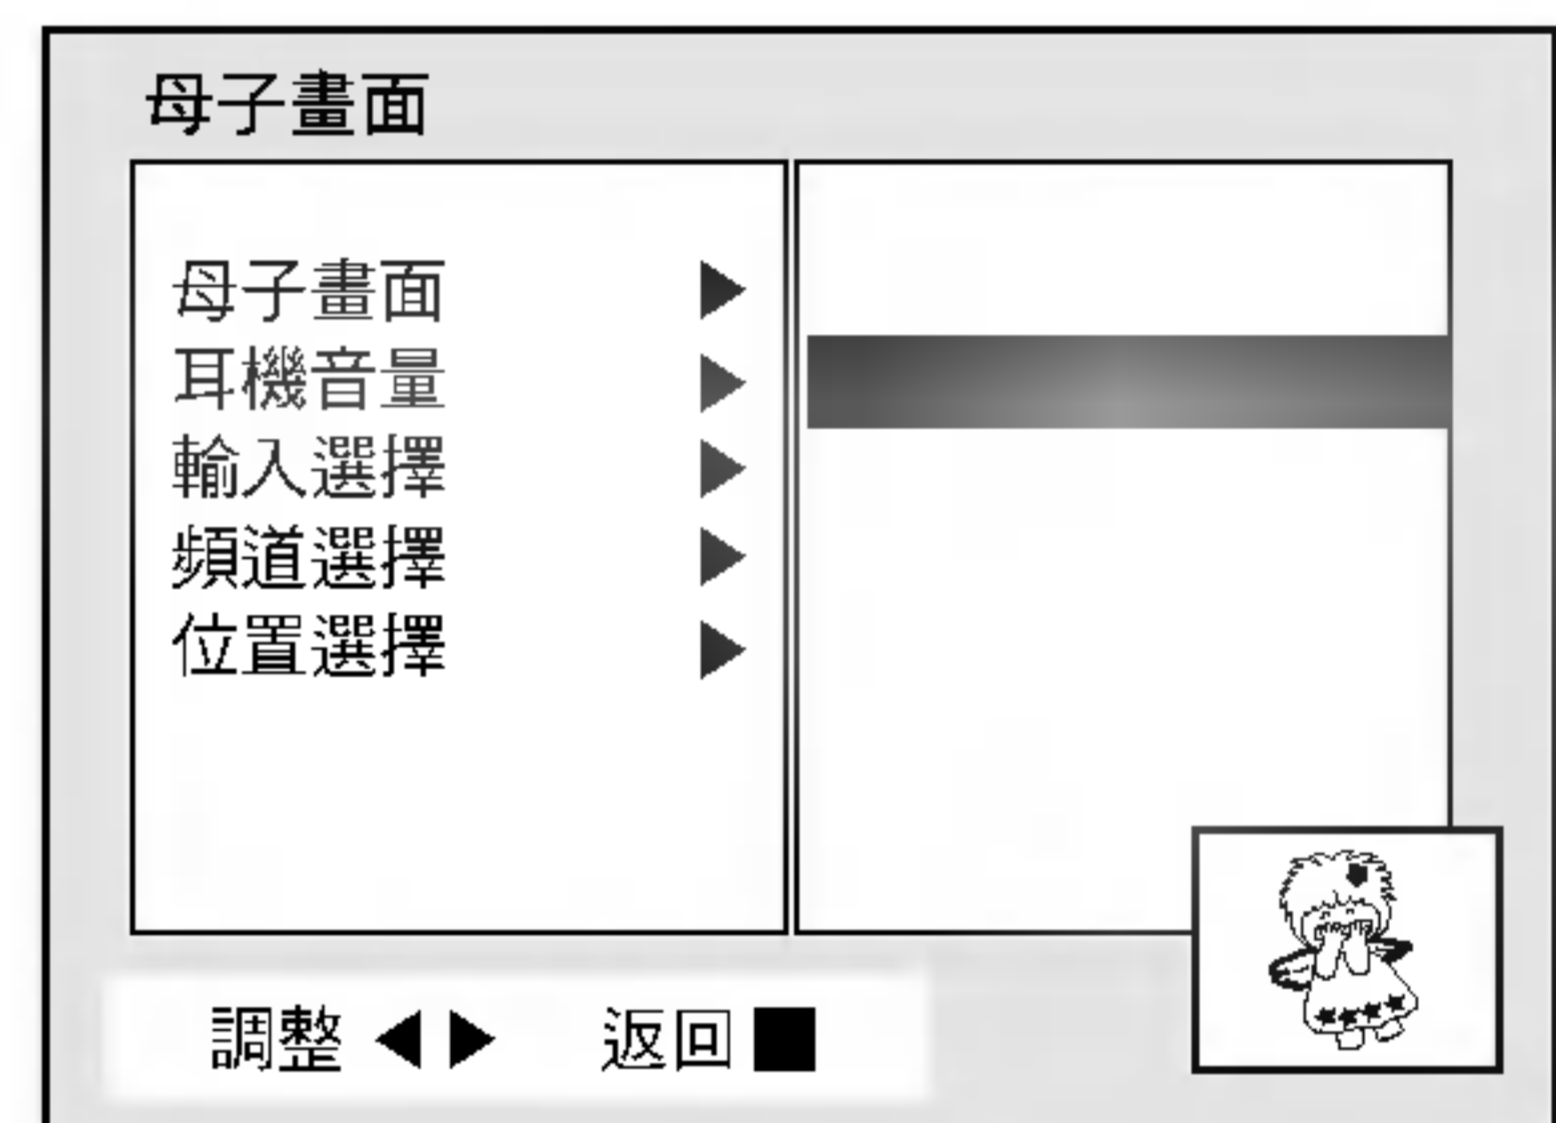 母子畫面
母子畫面 ▶
耳機音量 ▶
輸入選擇 ▶
頻道選擇 ▶
位置選擇 ▶
調整 ◀ ▶ 返回 ■